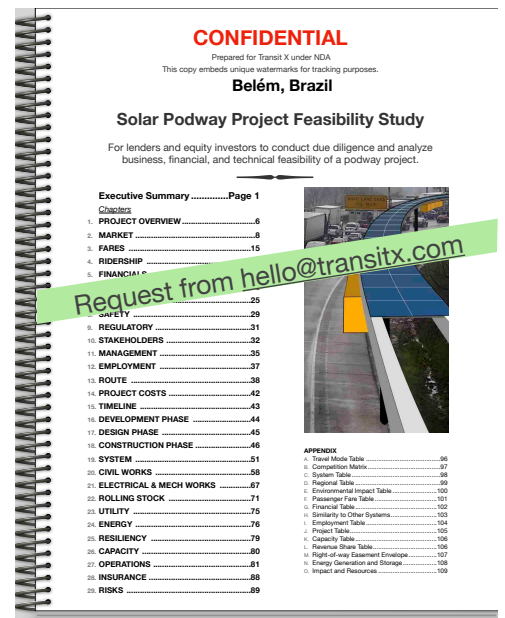 CONFIDENTIAL
Prepared for Transit X under NDA
This copy embeds unique watermarks for tracking purposes.
Belém, Brazil
Solar Podway Project Feasibility Study
For lenders and equity investors to conduct due diligence and analyze
business, financial, and technical feasibility of a podway project.
Executive Summary ..............Page 1
Chapters
1. PROJECT OVERVIEW ..................................6
2. MARKET ..................................8
3. FARES ..................................15
4. RIDERSHIP
5. FINANCIALS
Request from hello@transitx.com
25
8. SAFETY ..................................29
9. REGULATORY ..................................31
10. STAKEHOLDERS ..................................32
11. MANAGEMENT ..................................35
12. EMPLOYMENT ..................................37
13. ROUTE ..................................38
14. PROJECT COSTS ..................................42
15. TIMELINE ..................................43
16. DEVELOPMENT PHASE ..................................44
17. DESIGN PHASE ..................................45
18. CONSTRUCTION PHASE ..................................46
19. SYSTEM ..................................51
20. CIVIL WORKS ..................................58
21. ELECTRICAL & MECH WORKS ..............67
22. ROLLING STOCK ..................................71
23. UTILITY ..................................75
24. ENERGY ..................................76
25. RESILIENCY ..................................79
26. CAPACITY ..................................80
27. OPERATIONS ..................................81
28. INSURANCE ..................................88
29. RISKS ..................................89
APPENDIX
A. Travel Mode Table ..................................96
B. Competition Matrix ..................................97
C. System Table ..................................98
D. Regional Table ..................................99
E. Environmental Impact Table ......................100
F. Passenger Fare Table ..................................101
G. Financial Table ..................................102
H. Similarity to Other Systems ......................103
I. Employment Table ..................................104
J. Project Table ..................................105
K. Capacity Table ..................................106
L. Revenue Share Table ..................................106
M. Right-of-way Easement Envelope ..............107
N. Energy Generation and Storage ..................108
O. Impact and Resources ..................................109